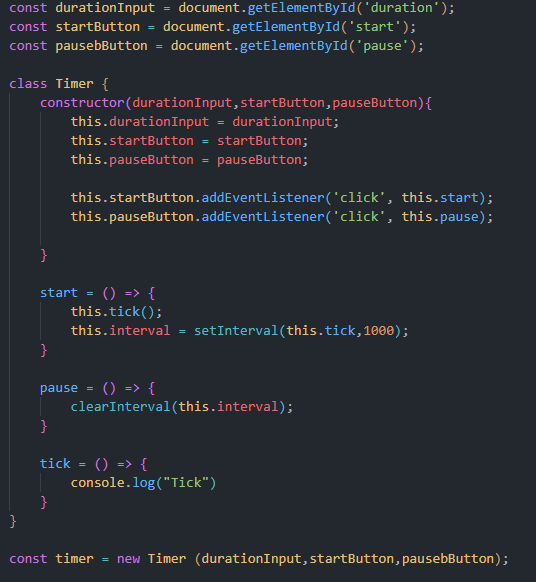 const durationInput = document.getElementById('duration');
const startButton = document.getElementById('start');
const pausebButton = document.getElementById('pause');

class Timer {
    constructor(durationInput,startButton,pauseButton){
        this.durationInput = durationInput;
        this.startButton = startButton;
        this.pauseButton = pauseButton;

        this.startButton.addEventListener('click', this.start);
        this.pauseButton.addEventListener('click', this.pause);

    }

    start = () => {
        this.tick();
        this.interval = setInterval(this.tick,1000);
    }

    pause = () => {
        clearInterval(this.interval);
    }

    tick = () => {
        console.log("Tick")
    }
}

const timer = new Timer (durationInput,startButton,pausebButton);